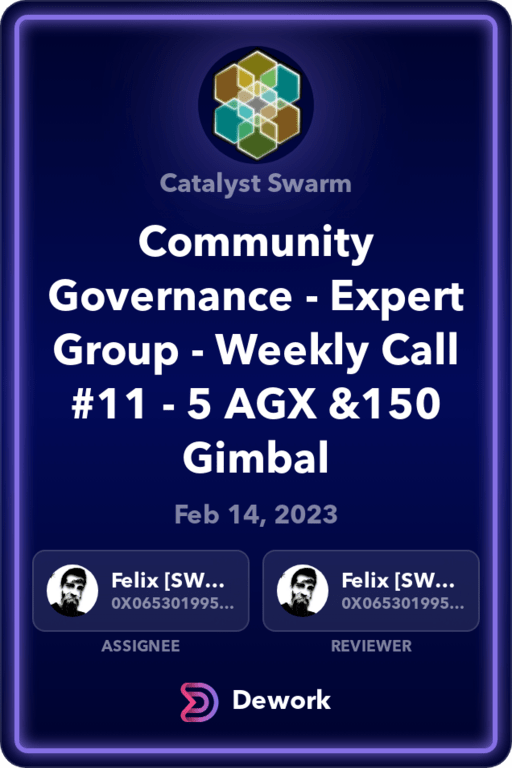 Catalyst Swarm
Community
Governance - Expert
Group - Weekly Call
#11 - 5 AGX &150
Gimbal
Feb 14, 2023
Felix [SW...
0X065301995...
ASSIGNEE
Felix [SW...
0X065301995...
REVIEWER
Dework